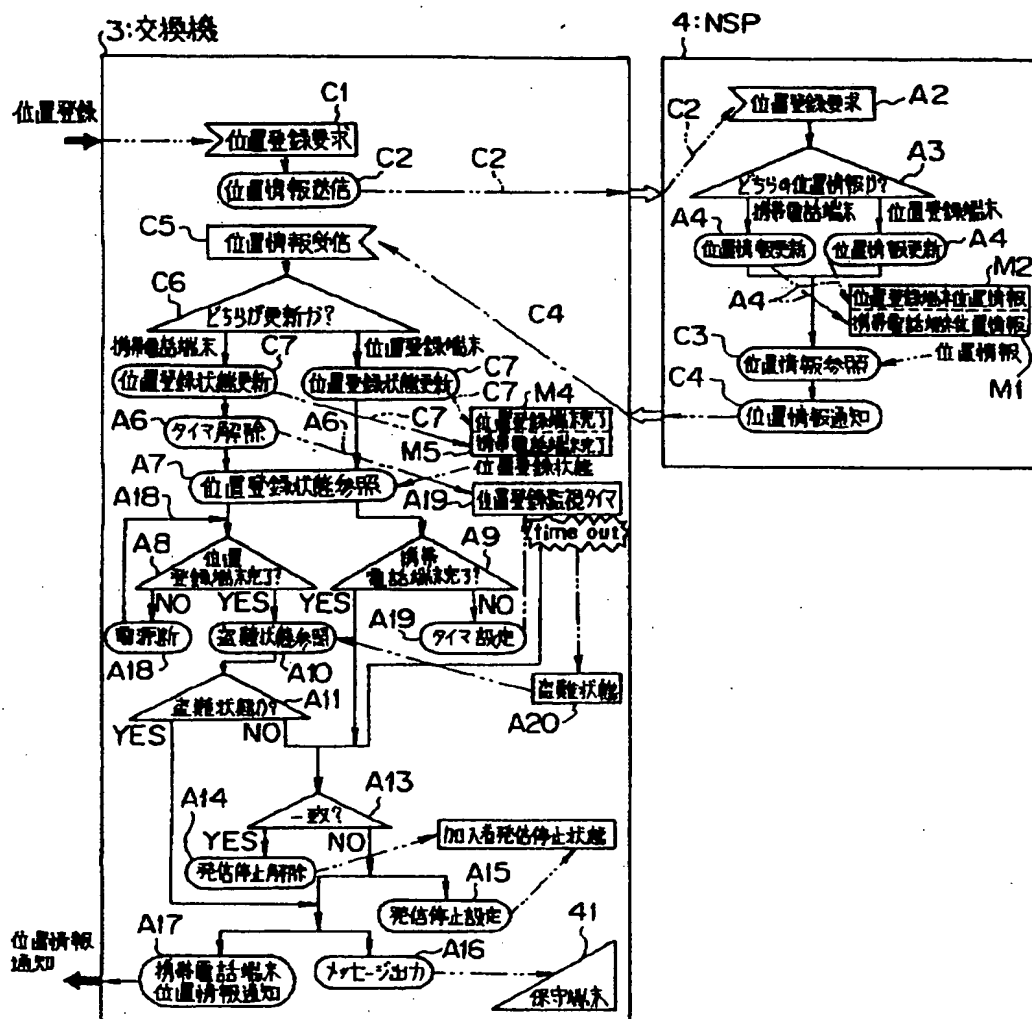 3:交換機
4:NSP
位置登録
C1
位置登録要求
C2
C2
位置情報送信
C2
位置登録要求
A2
A3
どちらの位置情報か?
携帯電話端末
位置登録端末
A4
位置情報更新
位置情報更新
A4
A4
M2
位置登録端末位置情報
携帯電話端末位置情報
M1
C3
位置情報参照
位置情報
C4
位置情報通知
C4
C5
位置情報受信
C6
どちらが更新か?
携帯電話端末
位置登録端末
C7
位置登録状態更新
位置登録状態更新
C7
C7
C7
M4
位置登録端末完了
携帯電話端末完了
M5
A6
タイマ解除
A6
A7
位置登録状態参照
位置登録状態
A19
位置登録監視タイマ
time out
A18
A8
位置
登録端末完了?
A9
携帯
電話端末完了?
NO
YES
YES
NO
電源断
A18
盗難状態参照
A10
A19
タイマ設定
盗難状態
A20
A11
盗難状態か?
YES
NO
A13
一致?
A14
YES
NO
発信停止解除
加入者発信停止状態
A15
発信停止設定
A17
位置情報
通知
携帯電話端末
位置情報通知
A16
メッセージ出力
41
保守端末